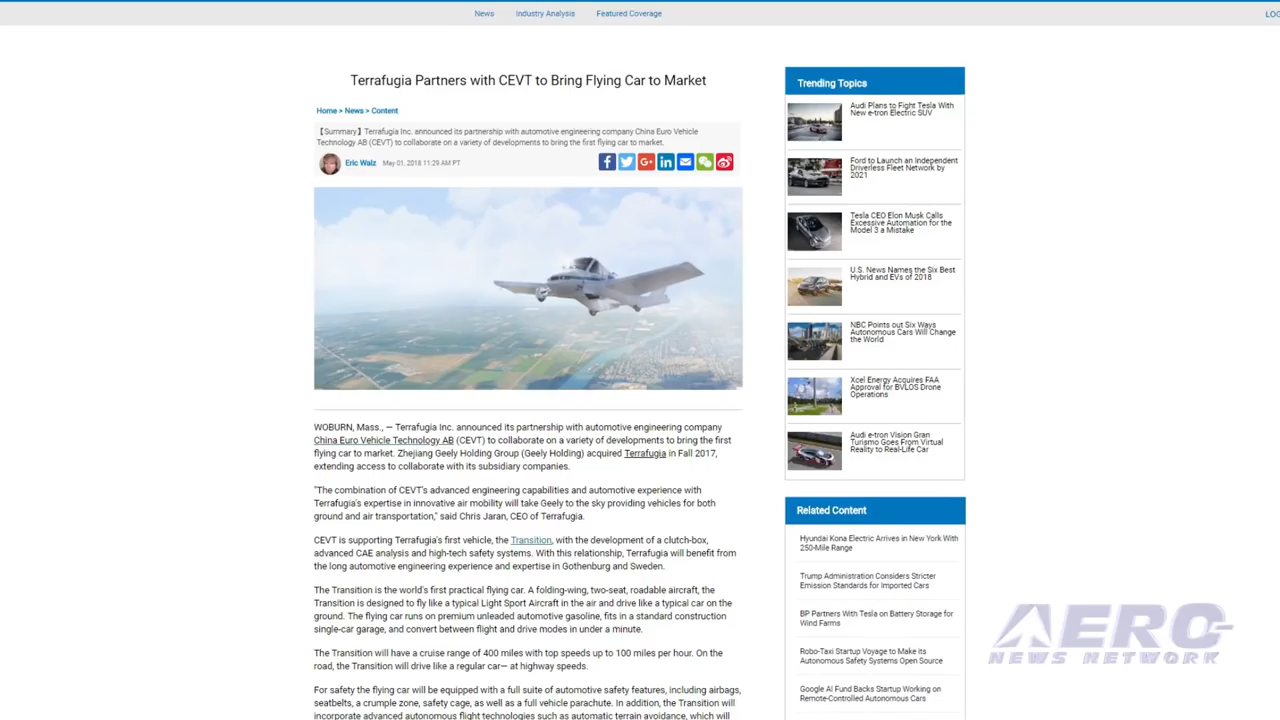 News Industry Analysis Featured Coverage
LOG
Terrafugia Partners with CEVT to Bring Flying Car to Market
Home > News > Content
【Summary】Terrafugia Inc. announced its partnership with automotive engineering company China Euro Vehicle
Technology AB (CEVT) to collaborate on a variety of developments to bring the first flying car to market.
Eric Walz May 01, 2018 11:29 AM PT
WOBURN, Mass., — Terrafugia Inc. announced its partnership with automotive engineering company
China Euro Vehicle Technology AB (CEVT) to collaborate on a variety of developments to bring the first
flying car to market. Zhejiang Geely Holding Group (Geely Holding) acquired Terrafugia in Fall 2017,
extending access to collaborate with its subsidiary companies.
"The combination of CEVT's advanced engineering capabilities and automotive experience with
Terrafugia's expertise in innovative air mobility will take Geely to the sky providing vehicles for both
ground and air transportation," said Chris Jaran, CEO of Terrafugia.
CEVT is supporting Terrafugia's first vehicle, the Transition, with the development of a clutch-box,
advanced CAE analysis and high-tech safety systems. With this relationship, Terrafugia will benefit from
the long automotive engineering experience and expertise in Gothenburg and Sweden.
The Transition is the world's first practical flying car. A folding-wing, two-seat, roadable aircraft, the
Transition is designed to fly like a typical Light Sport Aircraft in the air and drive like a typical car on the
ground. The flying car runs on premium unleaded automotive gasoline, fits in a standard construction
single-car garage, and convert between flight and drive modes in under a minute.
The Transition will have a cruise range of 400 miles with top speeds up to 100 miles per hour. On the
road, the Transition will drive like a regular car— at highway speeds.
For safety the flying car will be equipped with a full suite of automotive safety features, including airbags,
seatbelts, a crumple zone, safety cage, as well as a full vehicle parachute. In addition, the Transition will
incorporate advanced autonomous flight technologies such as automatic terrain avoidance, which will
Trending Topics
Audi Plans to Fight Tesla With
New e-tron Electric SUV
Ford to Launch an Independent
Driverless Fleet Network by
2021
Tesla CEO Elon Musk Calls
Excessive Automation for the
Model 3 a Mistake
U.S. News Names the Six Best
Hybrid and EVs of 2018
NBC Points out Six Ways
Autonomous Cars Will Change
the World
Xcel Energy Acquires FAA
Approval for BVLOS Drone
Operations
Audi e-tron Vision Gran
Turismo Goes From Virtual
Reality to Real-Life Car
Related Content
Hyundai Kona Electric Arrives in New York With
250-Mile Range
Trump Administration Considers Stricter
Emission Standards for Imported Cars
BP Partners With Tesla on Battery Storage for
Wind Farms
Robo-Taxi Startup Voyage to Make its
Autonomous Safety Systems Open Source
Google AI Fund Backs Startup Working on
Remote-Controlled Autonomous Cars
AERO
NEWS NETWORK